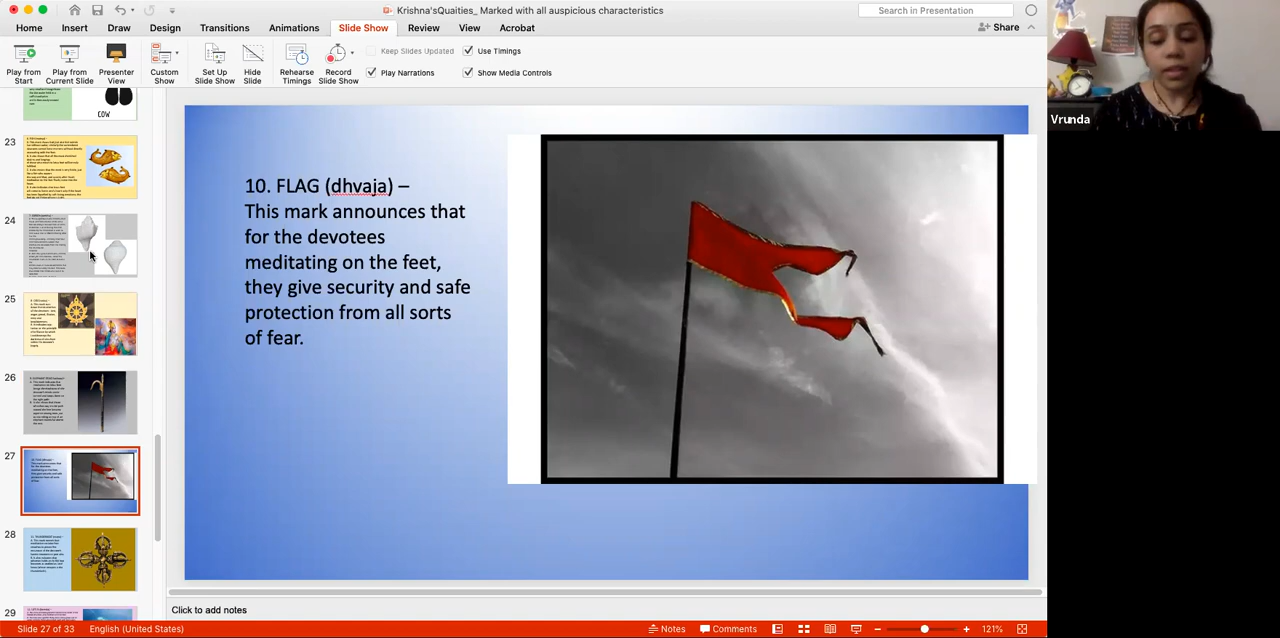 Krishna'sQuaities_ Marked with all auspicious characteristics
Search in Presentation
Home Insert Draw Design Transitions Animations Slide Show Review View Acrobat
Share
Play from Start
Play from Current Slide
Presenter View
Custom Show
Set Up Slide Show
Hide Slide
Rehearse Timings
Record Slide Show
Keep Slides Updated
Use Timings
Play Narrations
Show Media Controls
Vrunda
COW
23
24
25
26
27
28
29
10. FLAG (dhvaja) –
This mark announces that
for the devotees
meditating on the feet,
they give security and safe
protection from all sorts
of fear.
Click to add notes
Slide 27 of 33 English (United States) Notes Comments 121%